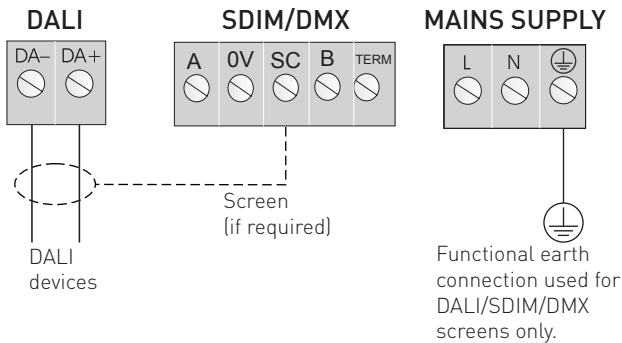 DALI
SDIM/DMX
MAINS SUPPLY
DA– DA+
A 0V SC B TERM
L N
Screen
(if required)
DALI
devices
Functional earth
connection used for
DALI/SDIM/DMX
screens only.